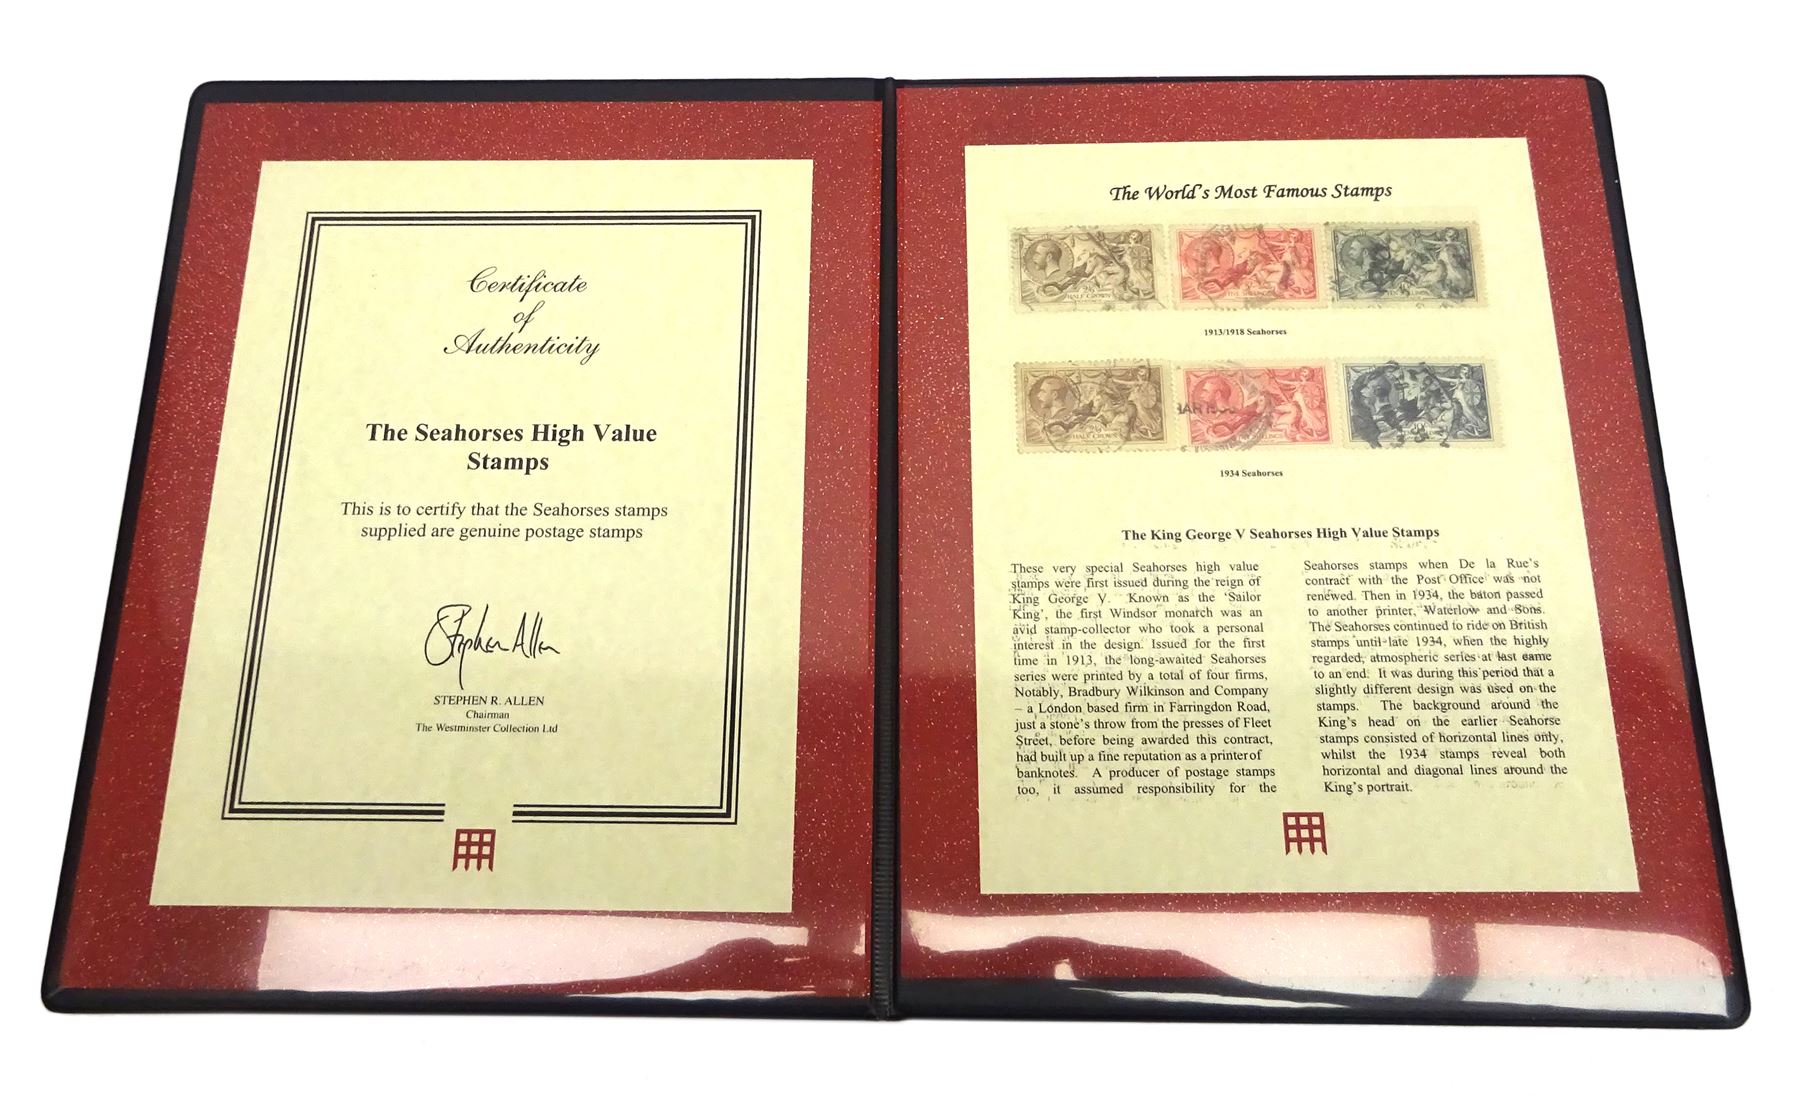 Certificate
of
Authenticity
The Seahorses High Value
Stamps
This is to certify that the Seahorses stamps
supplied are genuine postage stamps
Stephen Allen
STEPHEN R. ALLEN
Chairman
The Westminster Collection Ltd
The World's Most Famous Stamps
HALF CROWN
1913/1918 Seahorses
HALF CROWN
1934 Seahorses
The King George V Seahorses High Value Stamps
These very special Seahorses high value
stamps were first issued during the reign of
King George V. Known as the 'Sailor
King', the first Windsor monarch was an
avid stamp-collector who took a personal
interest in the design. Issued for the first
time in 1913, the long-awaited Seahorses
series were printed by a total of four firms,
Notably, Bradbury Wilkinson and Company
– a London based firm in Farringdon Road,
just a stone's throw from the presses of Fleet
Street, before being awarded this contract,
had built up a fine reputation as a printer of
banknotes. A producer of postage stamps
too, it assumed responsibility for the
Seahorses stamps when De la Rue's
contract with the Post Office was not
renewed. Then in 1934, the baton passed
to another printer, Waterlow and Sons.
The Seahorses continued to ride on British
stamps until late 1934, when the highly
regarded, atmospheric series at last came
to an end. It was during this period that a
slightly different design was used on the
stamps. The background around the
King's head on the earlier Seahorse
stamps consisted of horizontal lines only,
whilst the 1934 stamps reveal both
horizontal and diagonal lines around the
King's portrait.